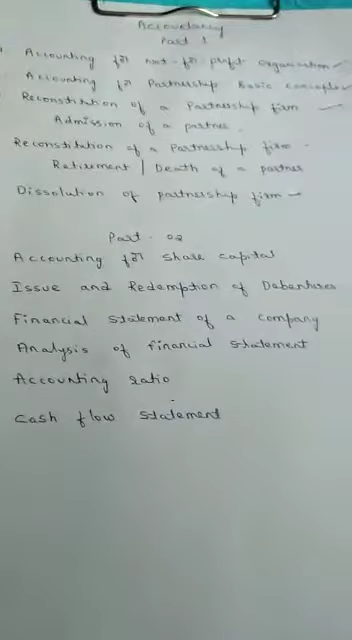 Accountancy
Part 1
Accounting for not-for profit organisation
Accounting for Partnership Basic concepts
Reconstitution of a Partnership firm
Admission of a partner.
Reconstitution of a Partnership firm
Retirement / Death of a partner
Dissolution of partnership firm
Part - 02
Accounting for share capital
Issue and Redemption of Debentures
Financial statement of a company
Analysis of financial statement
Accounting ratio
Cash flow statement